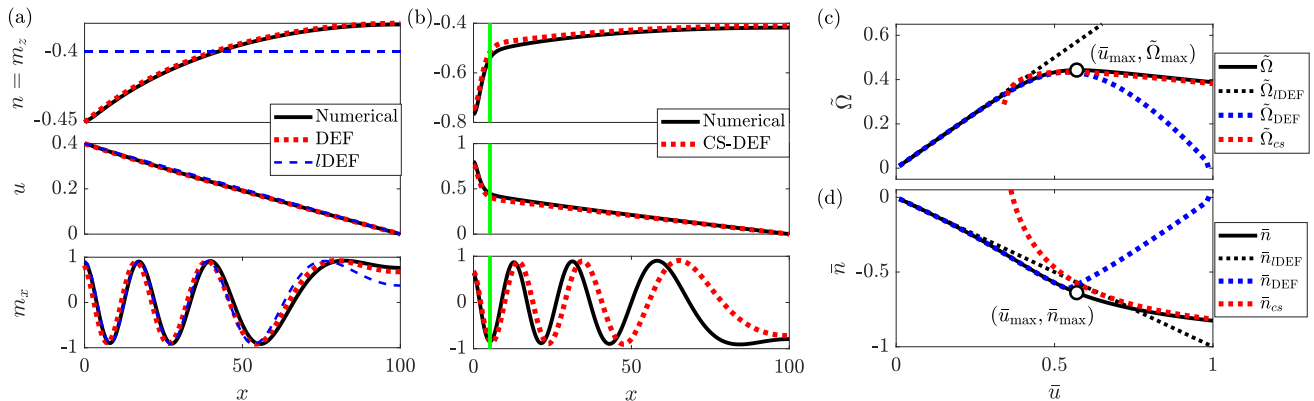 (a)
n = m_z
-0.4
-0.45
Numerical
DEF
lDEF
u
0.4
0.2
0
m_x
1
0
-1
0
50
100
x
(b)
-0.4
-0.6
-0.8
Numerical
CS-DEF
1
0.5
0
1
0
-1
0
50
100
x
(c)
Ω̃
0.6
0.4
0.2
0
(ū_max, Ω̃_max)
Ω̃
Ω̃_lDEF
Ω̃_DEF
Ω̃_cs
(d)
n̄
0
-0.5
-1
(ū_max, n̄_max)
n̄
n̄_lDEF
n̄_DEF
n̄_cs
0
0.5
1
ū